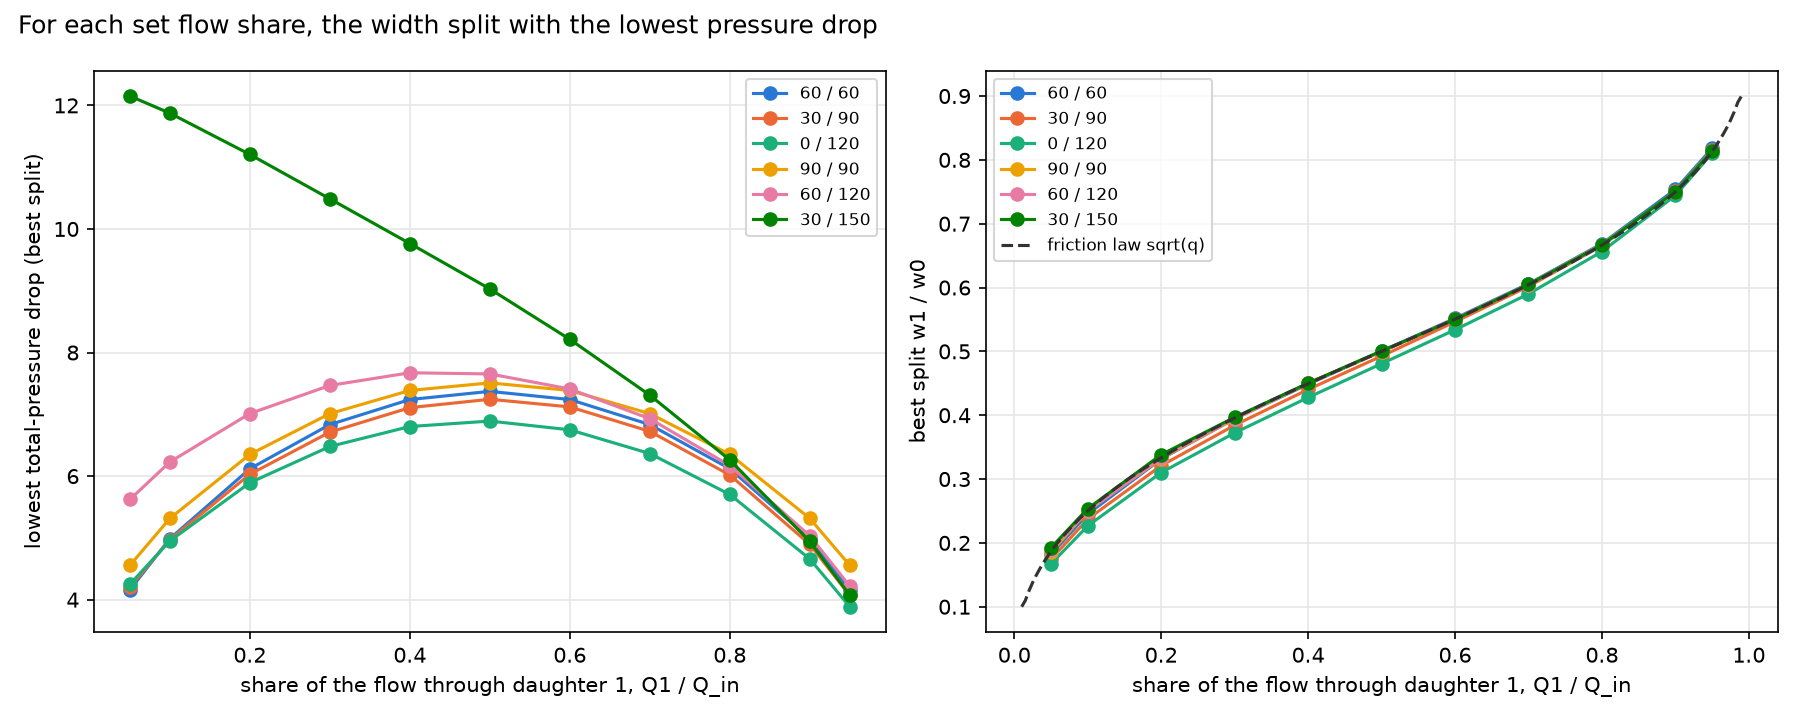 For each set flow share, the width split with the lowest pressure drop
lowest total-pressure drop (best split)
12
10
8
6
4
0.2
0.4
0.6
0.8
share of the flow through daughter 1, Q1 / Q_in
60 / 60
30 / 90
0 / 120
90 / 90
60 / 120
30 / 150
best split w1 / w0
0.9
0.8
0.7
0.6
0.5
0.4
0.3
0.2
0.1
0.0
0.2
0.4
0.6
0.8
1.0
share of the flow through daughter 1, Q1 / Q_in
60 / 60
30 / 90
0 / 120
90 / 90
60 / 120
30 / 150
friction law sqrt(q)